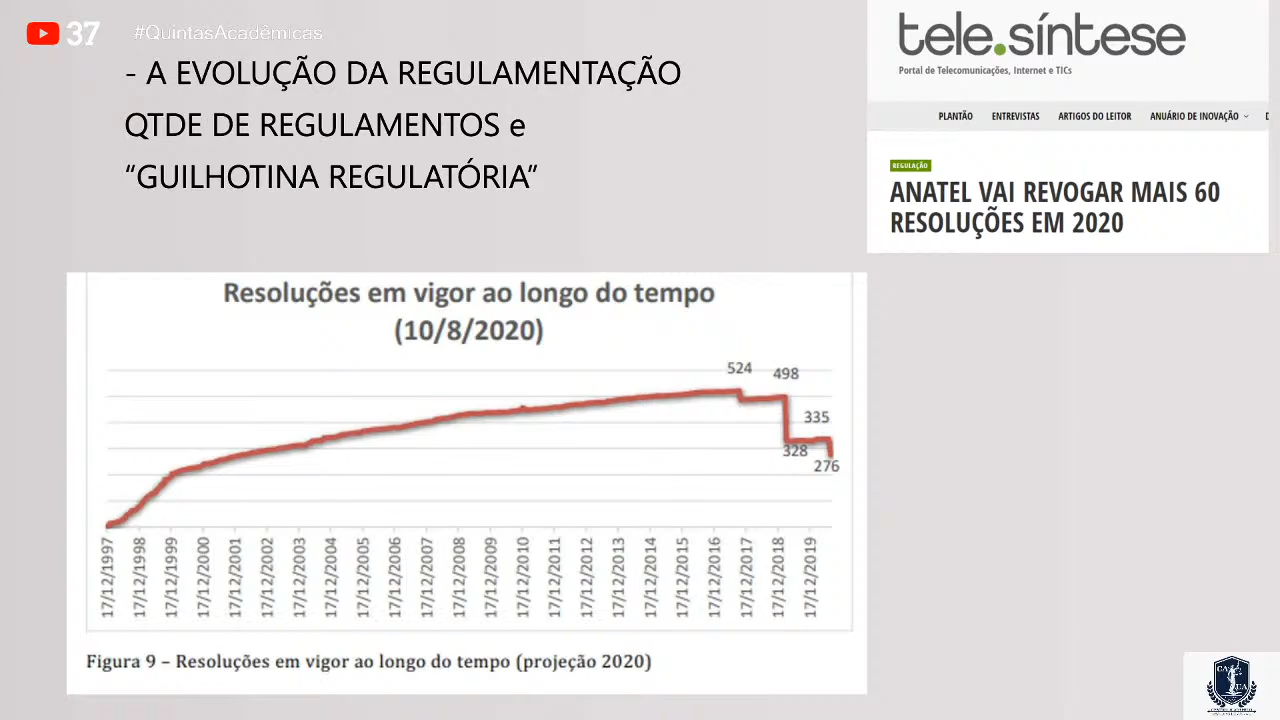 37 #QuintasAcadêmicas
- A EVOLUÇÃO DA REGULAMENTAÇÃO
QTDE DE REGULAMENTOS e
“GUILHOTINA REGULATÓRIA”
tele.síntese
Portal de Telecomunicações, Internet e TICs
PLANTÃO ENTREVISTAS ARTIGOS DO LEITOR ANUÁRIO DE INOVAÇÃO
REGULAÇÃO
ANATEL VAI REVOGAR MAIS 60
RESOLUÇÕES EM 2020
Resoluções em vigor ao longo do tempo
(10/8/2020)
524
498
335
328
276
17/12/1997
17/12/1998
17/12/1999
17/12/2000
17/12/2001
17/12/2002
17/12/2003
17/12/2004
17/12/2005
17/12/2006
17/12/2007
17/12/2008
17/12/2009
17/12/2010
17/12/2011
17/12/2012
17/12/2013
17/12/2014
17/12/2015
17/12/2016
17/12/2017
17/12/2018
17/12/2019
Figura 9 – Resoluções em vigor ao longo do tempo (projeção 2020)